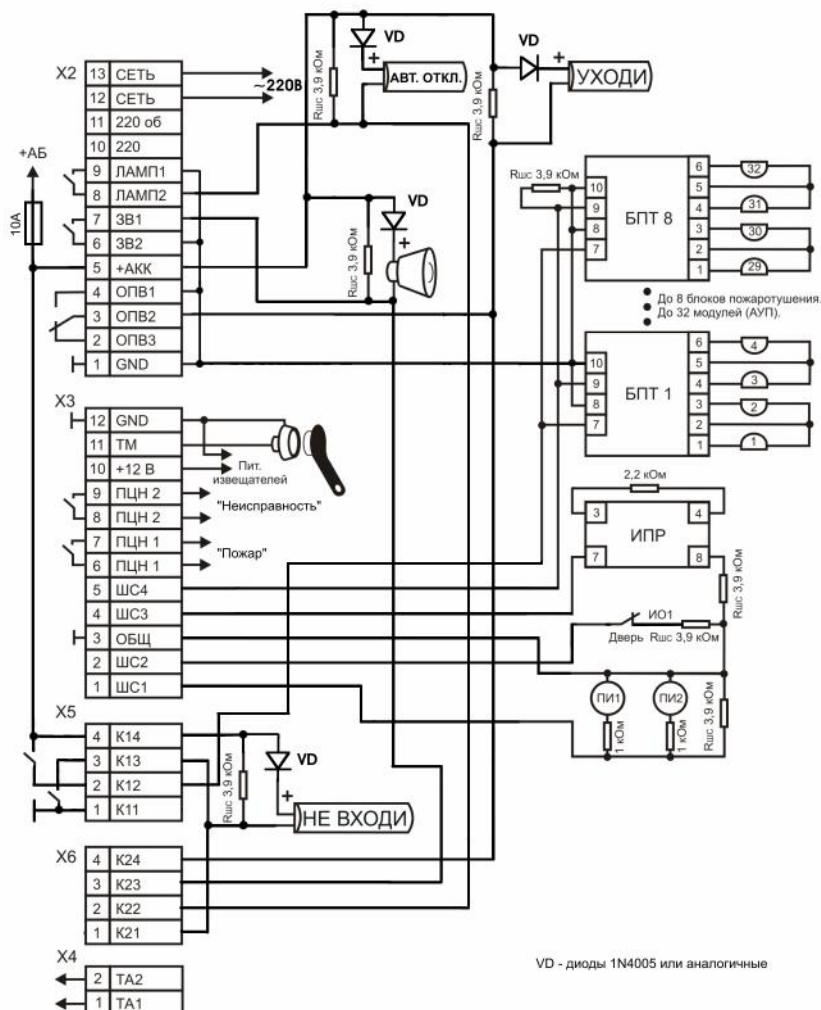 VD
VD
X2
13 СЕТЬ
~220В
Rшс 3,9 кОм
АВТ. ОТКЛ.
Rшс 3,9 кОм
УХОДИ
12 СЕТЬ
11 220 об
10 220
+АБ
9 ЛАМП1
8 ЛАМП2
10А
7 ЗВ1
6 ЗВ2
5 +АКК
4 ОПВ1
3 ОПВ2
2 ОПВ3
1 GND
Rшс 3,9 кОм
VD
+
+
+
Rшс 3,9 кОм
10
9
8
7
БПТ 8
6
5
4
3
2
1
32
31
30
29
До 8 блоков пожаротушения.
До 32 модулей (АУП).
10
9
8
7
БПТ 1
6
5
4
3
2
1
4
3
2
1
X3
12 GND
11 ТМ
10 +12 В
Пит.
извещателей
9 ПЦН 2
8 ПЦН 2
"Неисправность"
7 ПЦН 1
6 ПЦН 1
"Пожар"
5 ШС4
4 ШС3
3 ОБЩ
2 ШС2
1 ШС1
2,2 кОм
3
4
ИПР
7
8
Rшс 3,9 кОм
ИО1
Дверь Rшс 3,9 кОм
ПИ1
ПИ2
1 кОм
1 кОм
Rшс 3,9 кОм
X5
4 К14
3 К13
2 К12
1 К11
Rшс 3,9 кОм
VD
+
НЕ ВХОДИ
X6
4 К24
3 К23
2 К22
1 К21
X4
2 ТА2
1 ТА1
VD - диоды 1N4005 или аналогичные